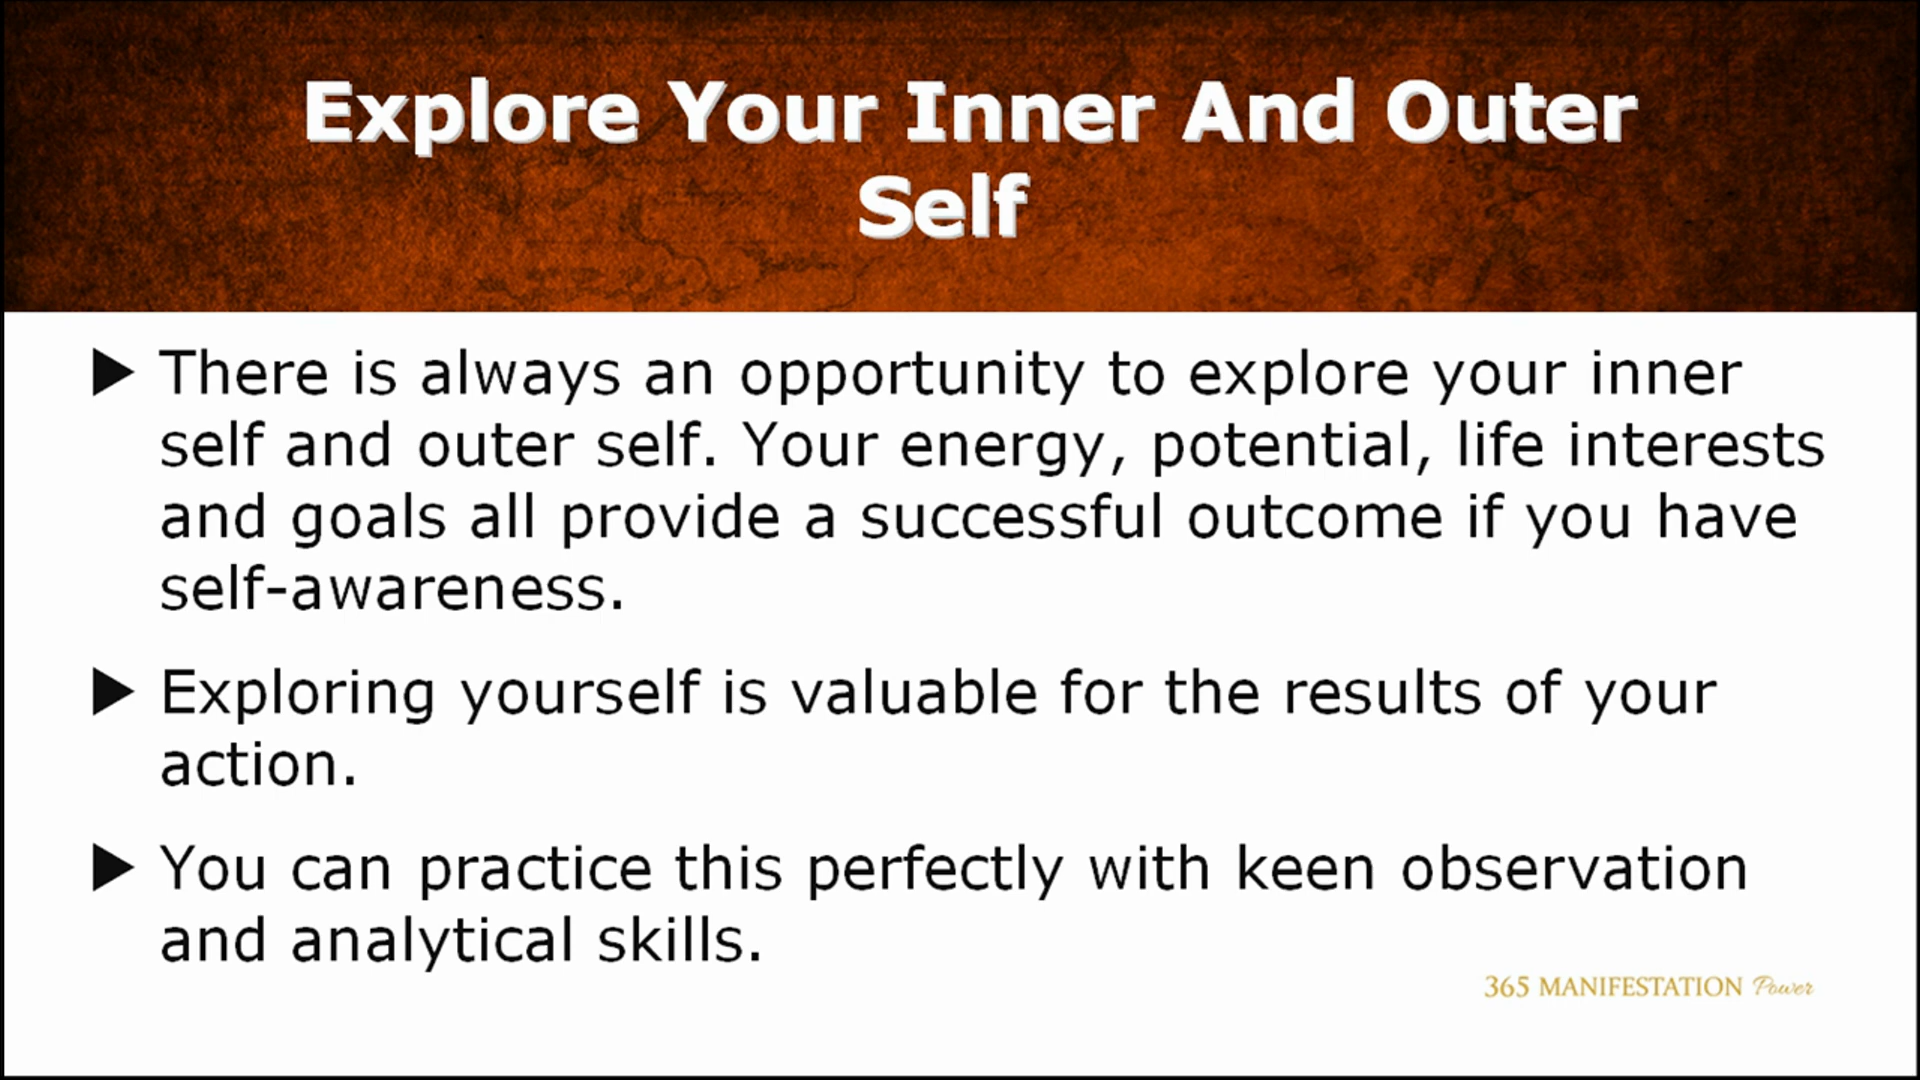 Explore Your Inner And Outer
Self
There is always an opportunity to explore your inner
self and outer self. Your energy, potential, life interests
and goals all provide a successful outcome if you have
self-awareness.
Exploring yourself is valuable for the results of your
action.
You can practice this perfectly with keen observation
and analytical skills.
365 MANIFESTATION Power